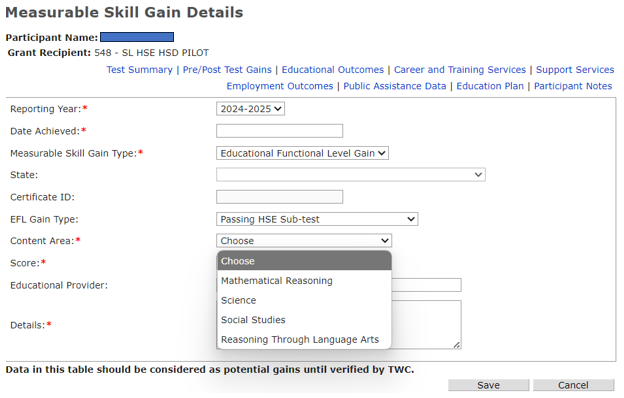 Measurable Skill Gain Details
Participant Name:
Grant Recipient: 548 - SL HSE HSD PILOT
Test Summary | Pre/Post Test Gains | Educational Outcomes | Career and Training Services | Support Services
Employment Outcomes | Public Assistance Data | Education Plan | Participant Notes
Reporting Year:* 2024-2025
Date Achieved:*
Measurable Skill Gain Type:* Educational Functional Level Gain
State:
Certificate ID:
EFL Gain Type: Passing HSE Sub-test
Content Area:* Choose
Choose
Score:*
Mathematical Reasoning
Educational Provider:
Science
Social Studies
Details:*
Reasoning Through Language Arts
Data in this table should be considered as potential gains until verified by TWC.
Save Cancel